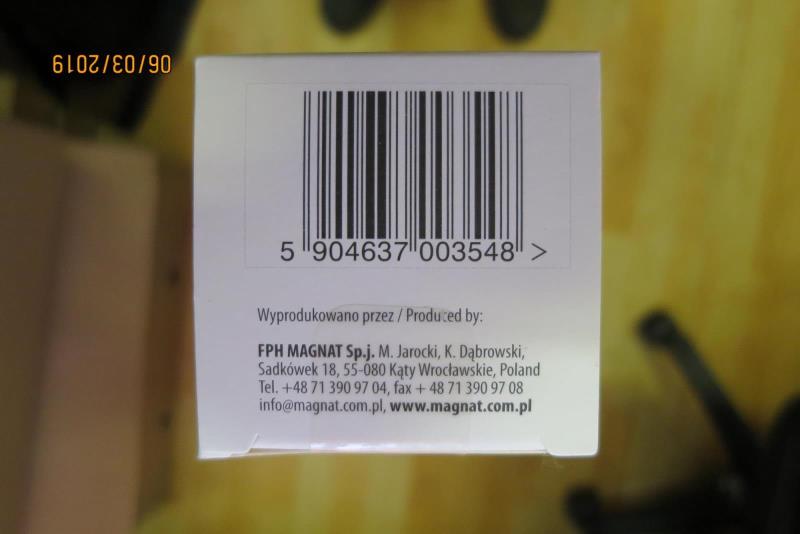 06/03/2019
5 904637 003548 >
Wyprodukowano przez / Produced by:
FPH MAGNAT Sp.j. M. Jarocki, K. Dąbrowski,
Sadkówek 18, 55-080 Kąty Wrocławskie, Poland
Tel. +48 71 390 97 04, fax + 48 71 390 97 08
info@magnat.com.pl, www.magnat.com.pl